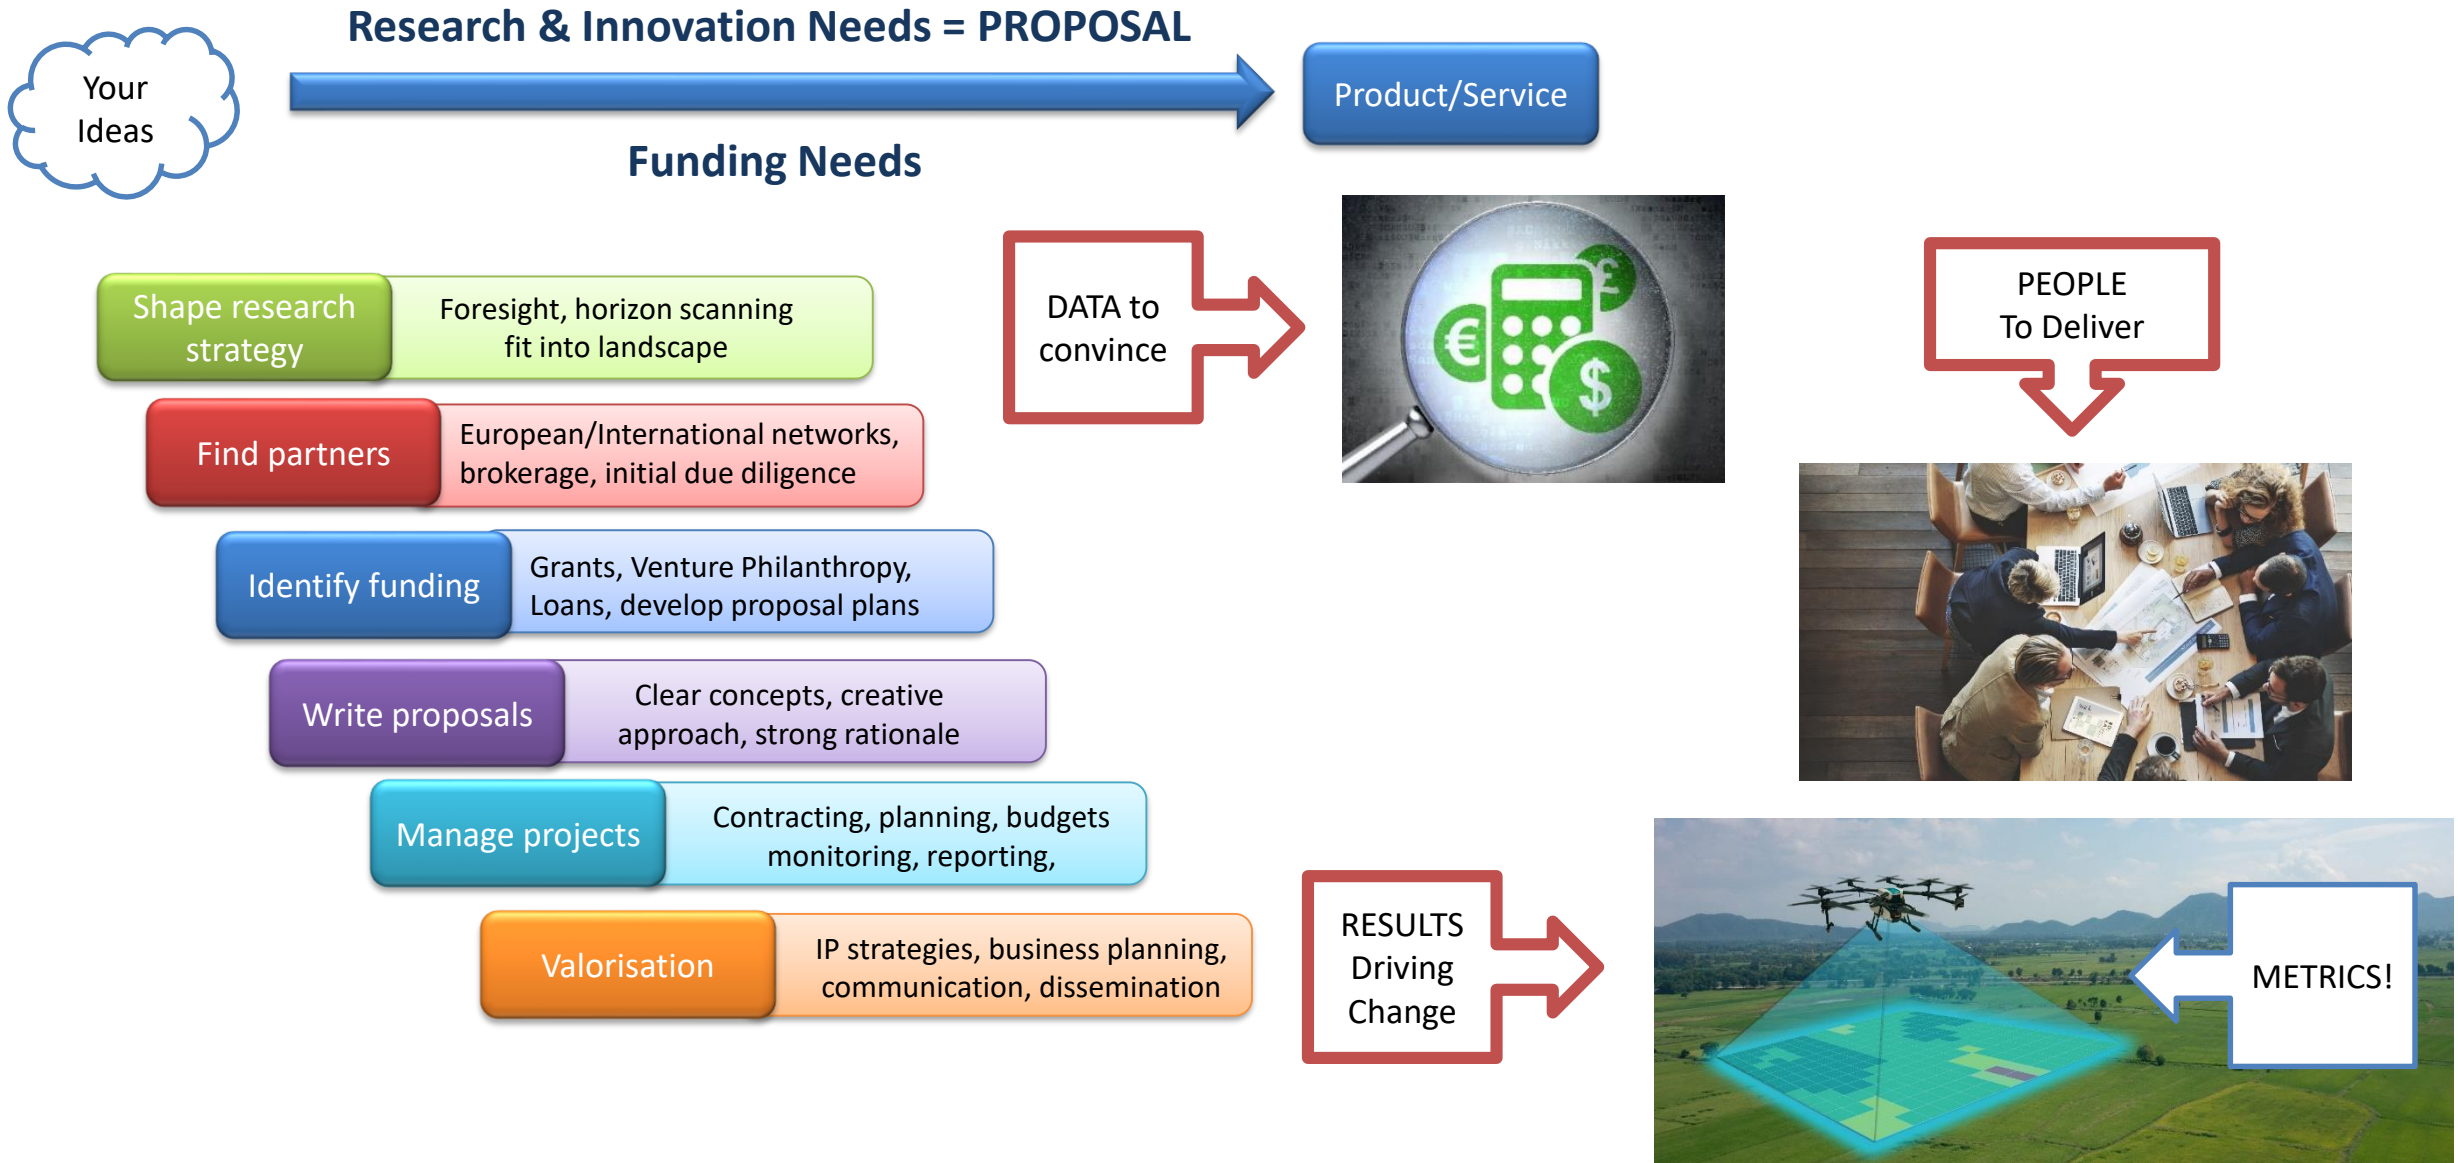 Research & Innovation Needs = PROPOSAL
Your
Ideas
Product/Service
Funding Needs
Shape research
strategy
Foresight, horizon scanning
fit into landscape
Find partners
European/International networks,
brokerage, initial due diligence
Identify funding
Grants, Venture Philanthropy,
Loans, develop proposal plans
Write proposals
Clear concepts, creative
approach, strong rationale
Manage projects
Contracting, planning, budgets
monitoring, reporting,
Valorisation
IP strategies, business planning,
communication, dissemination
DATA to
convince
€
£
$
PEOPLE
To Deliver
RESULTS
Driving
Change
METRICS!